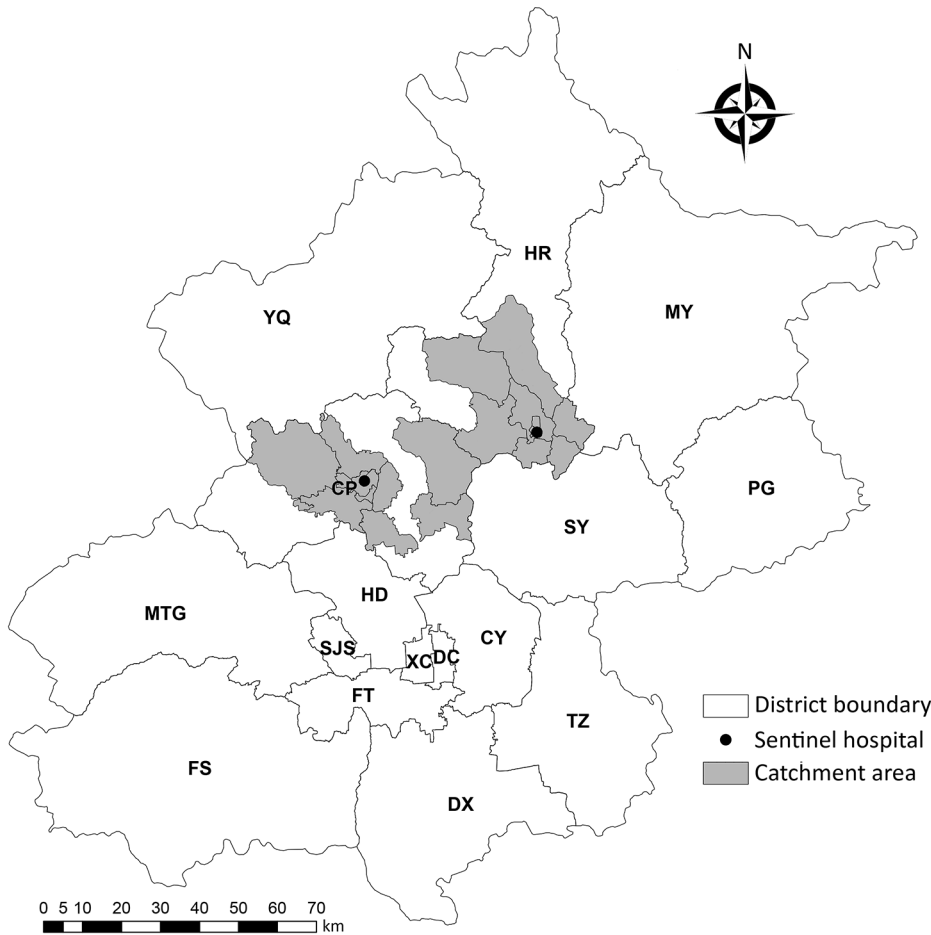 N
HR
MY
YQ
CP
PG
SY
HD
MTG
CY
SJS
XC
DC
FT
TZ
FS
DX
District boundary
Sentinel hospital
Catchment area
0 5 10 20 30 40 50 60 70
km